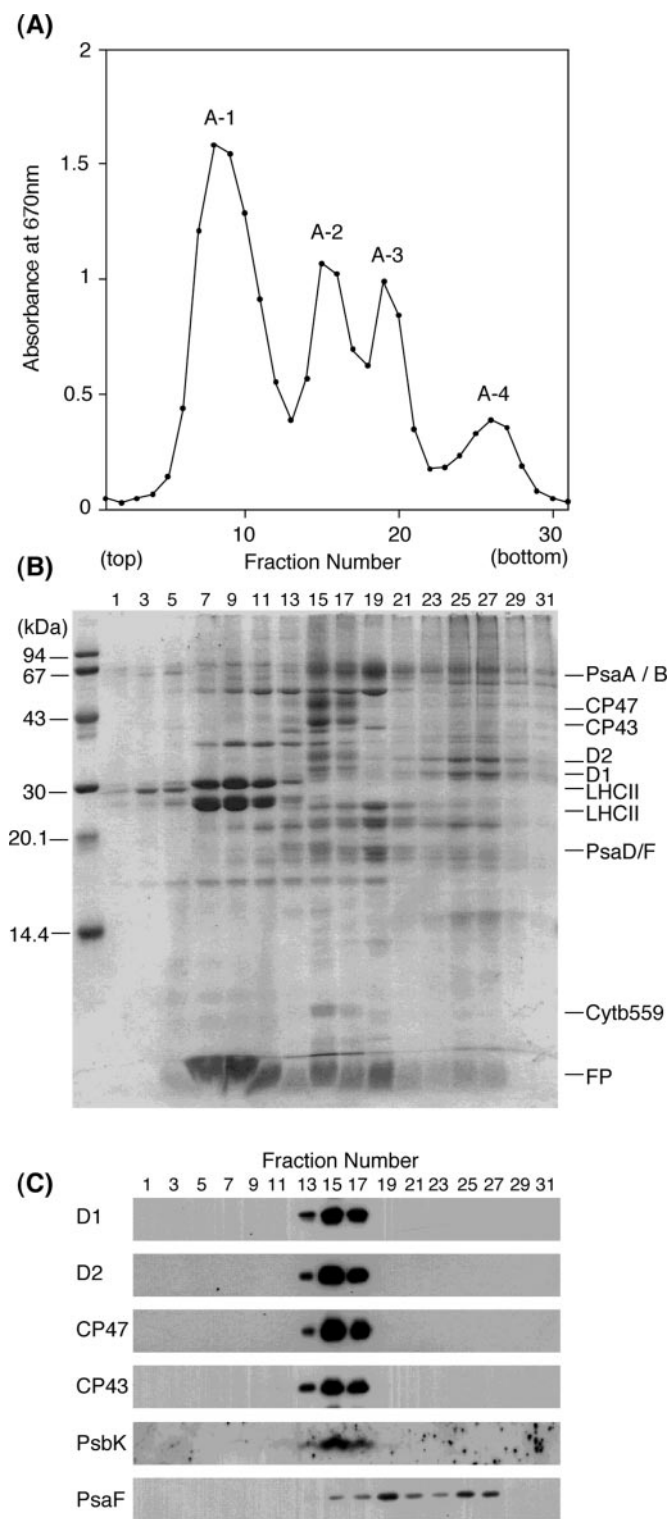 (A)
2
1.5
1
0.5
0
Absorbance at 670nm
A-1
A-2
A-3
A-4
10 20 30
(top) Fraction Number (bottom)
(B)
1 3 5 7 9 11 13 15 17 19 21 23 25 27 29 31
(kDa)
94
67
43
30
20.1
14.4
PsaA / B
CP47
CP43
D2
D1
LHCII
LHCII
PsaD/F
Cytb559
FP
Fraction Number
(C)
1 3 5 7 9 11 13 15 17 19 21 23 25 27 29 31
D1
D2
CP47
CP43
PsbK
PsaF